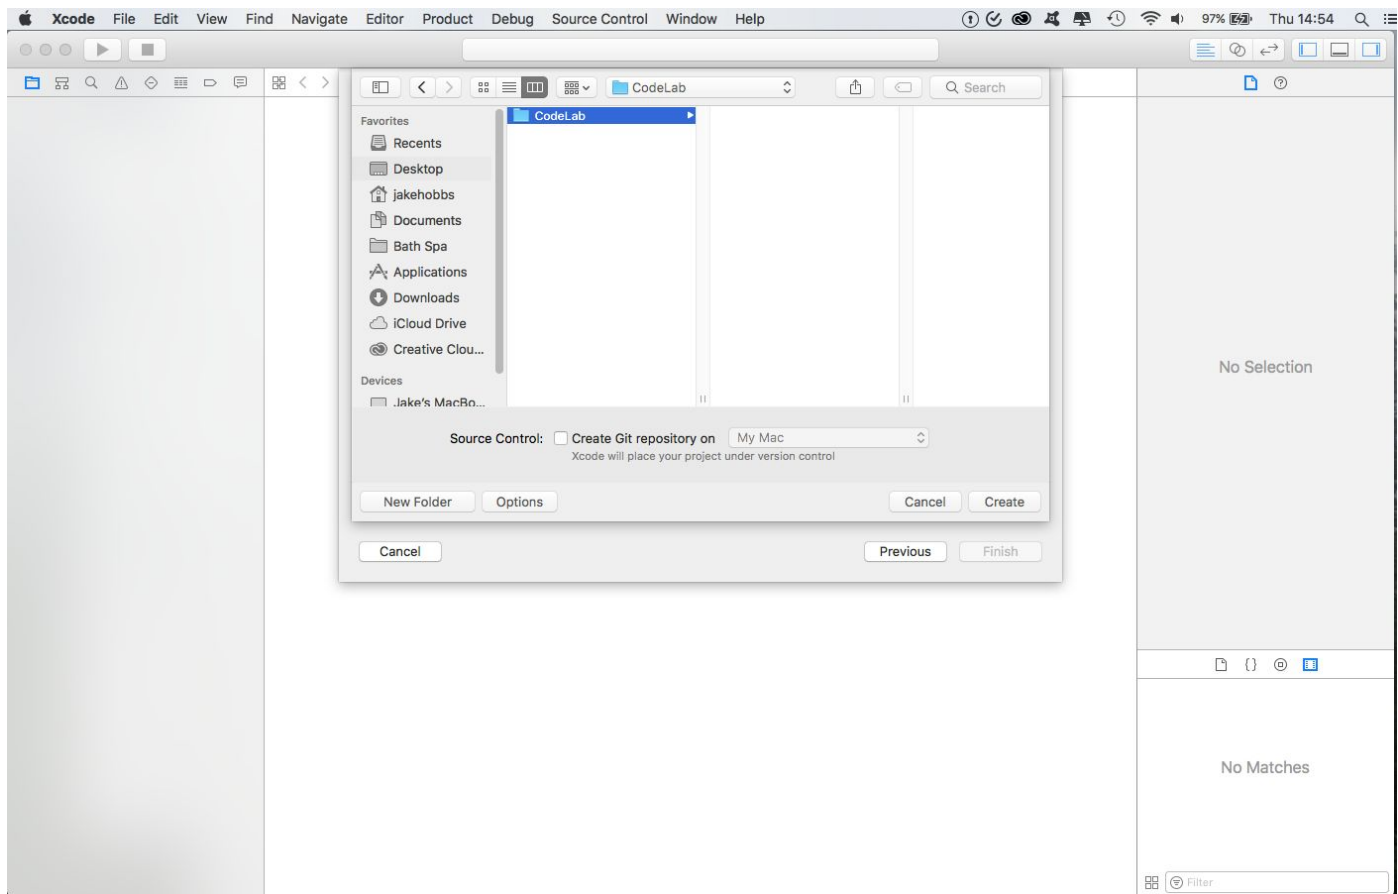 Xcode File Edit View Find Navigate Editor Product Debug Source Control Window Help 97% Thu 14:54
CodeLab Search
Favorites
Recents
Desktop
jakehobbs
Documents
Bath Spa
Applications
Downloads
iCloud Drive
Creative Clou...
Devices
Jake's MacBo...
CodeLab
Source Control: Create Git repository on My Mac
Xcode will place your project under version control
New Folder Options Cancel Create
Cancel Previous Finish
No Selection
No Matches
Filter